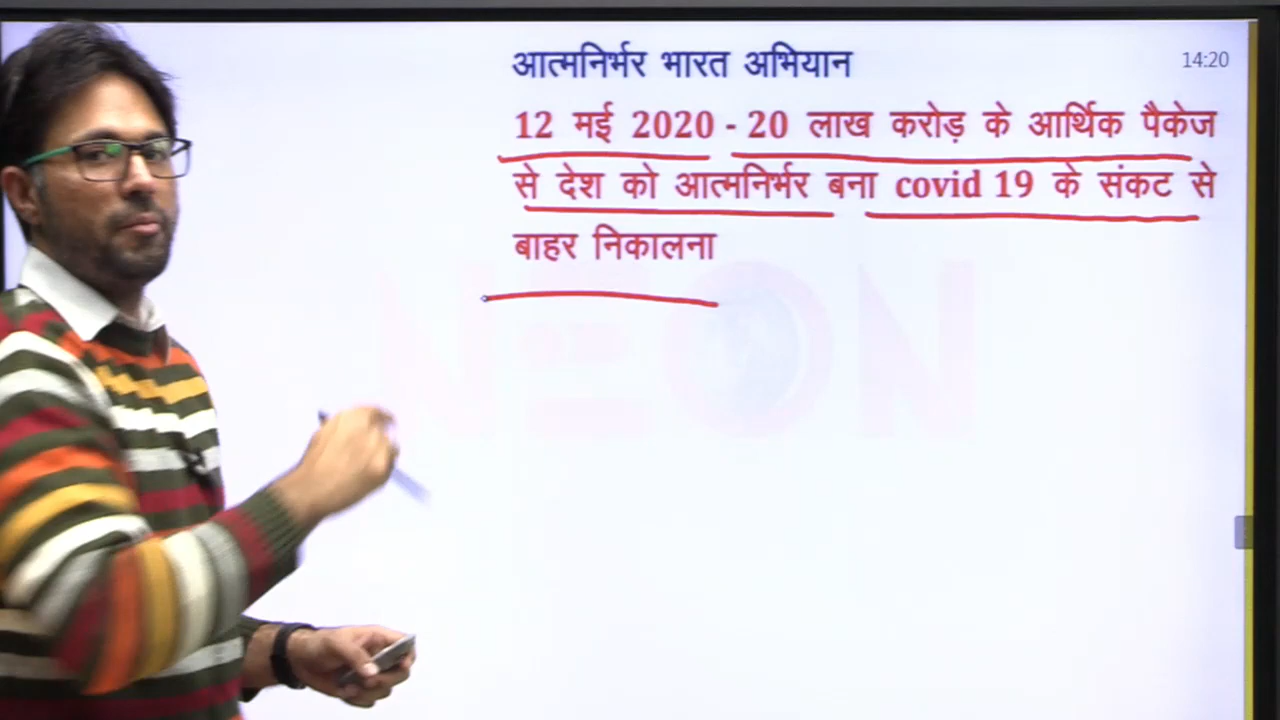 आत्मनिर्भर भारत अभियान
14:20
12 मई 2020 - 20 लाख करोड़ के आर्थिक पैकेज
से देश को आत्मनिर्भर बना covid 19 के संकट से
बाहर निकालना
NEON